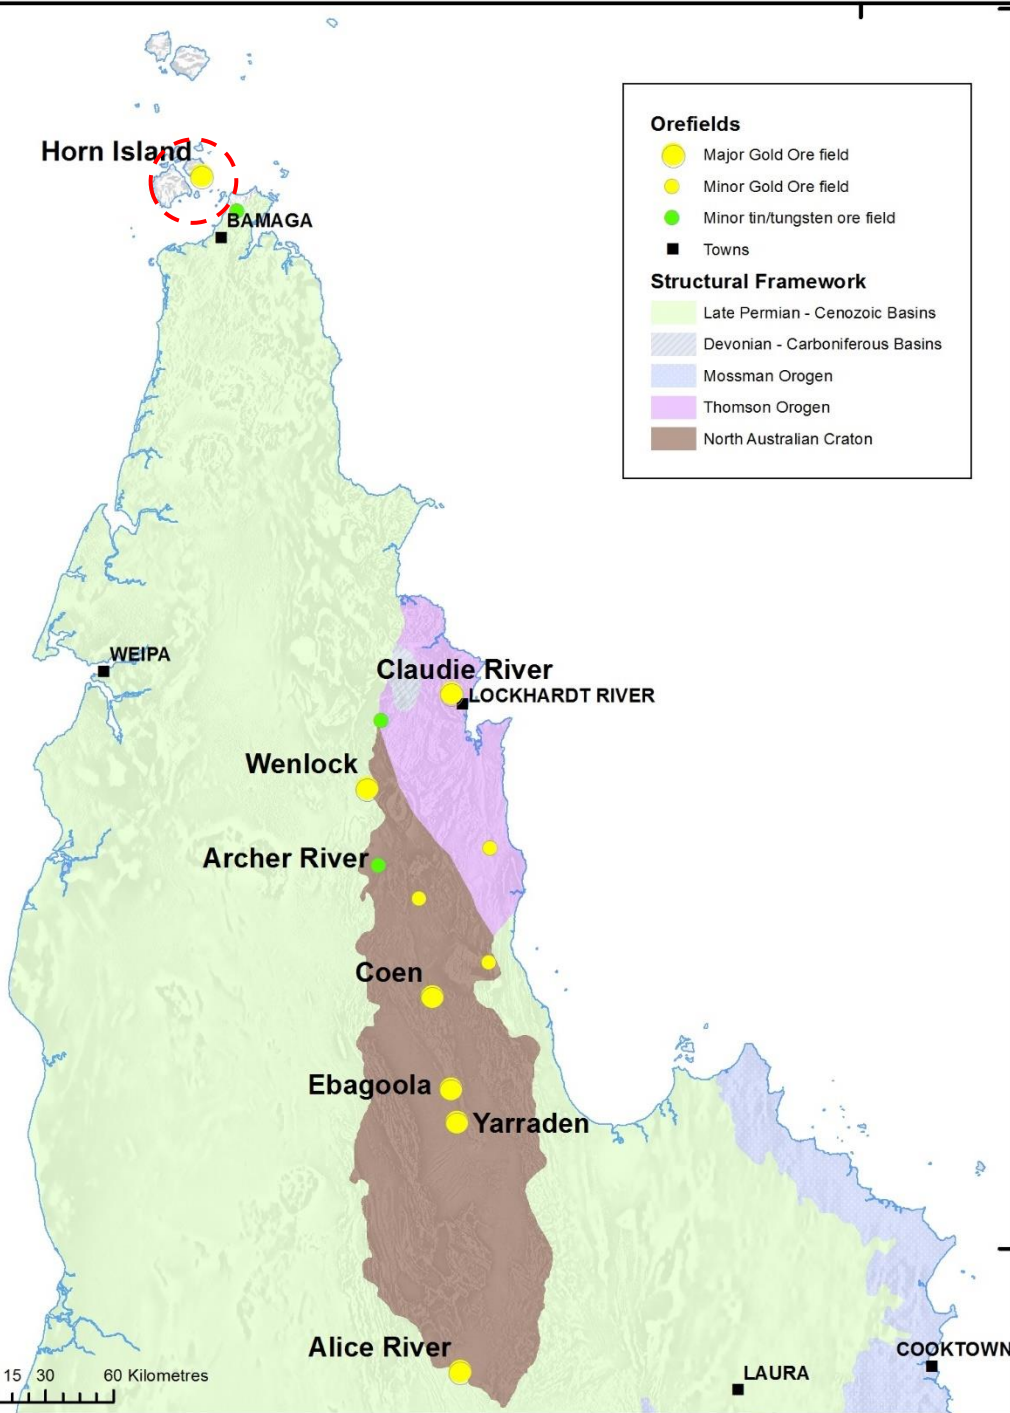 Horn Island
BAMAGA
Orefields
Major Gold Ore field
Minor Gold Ore field
Minor tin/tungsten ore field
Towns
Structural Framework
Late Permian - Cenozoic Basins
Devonian - Carboniferous Basins
Mossman Orogen
Thomson Orogen
North Australian Craton
WEIPA
Claudie River
LOCKHARDT RIVER
Wenlock
Archer River
Coen
Ebagoola
Yarraden
Alice River
COOKTOWN
LAURA
15 30 60 Kilometres